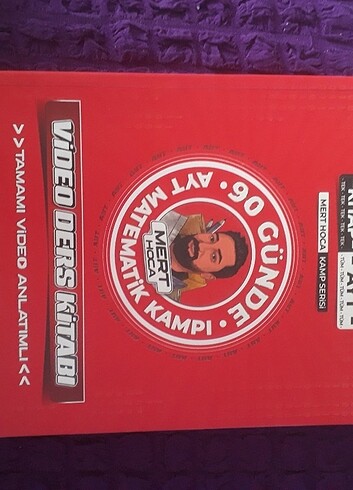 MERT HOCA KAMP SERİSİ
90 GÜNDE
AYT MATEMATİK KAMPI
MERT
HOCA
VİDEO DERS KİTABI
>> TAMAMI VİDEO ANLATIMLI <<